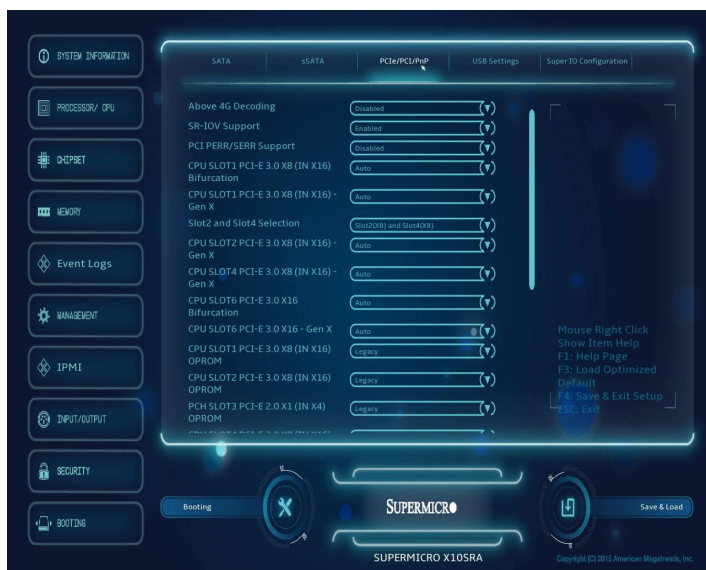 SYSTEM INFORMATION
PROCESSOR/ CPU
CHIPSET
MEMORY
Event Logs
MANAGEMENT
IPMI
INPUT/OUTPUT
SECURITY
BOOTING
SATA
sSATA
PCIe/PCI/PnP
USB Settings
Super IO Configuration
Above 4G Decoding
Disabled
SR-IOV Support
Enabled
PCI PERR/SERR Support
Disabled
CPU SLOT1 PCI-E 3.0 X8 (IN X16)
Bifurcation
Auto
CPU SLOT1 PCI-E 3.0 X8 (IN X16) -
Gen X
Auto
Slot2 and Slot4 Selection
Slot2(X8) and Slot4(X8)
CPU SLOT2 PCI-E 3.0 X8 (IN X16) -
Gen X
Auto
CPU SLOT4 PCI-E 3.0 X8 (IN X16) -
Gen X
Auto
CPU SLOT6 PCI-E 3.0 X16
Bifurcation
Auto
CPU SLOT6 PCI-E 3.0 X16 - Gen X
Auto
CPU SLOT1 PCI-E 3.0 X8 (IN X16)
OPROM
Legacy
CPU SLOT2 PCI-E 3.0 X8 (IN X16)
OPROM
Legacy
PCH SLOT3 PCI-E 2.0 X1 (IN X4)
OPROM
Legacy
Mouse Right Click
Show Item Help
F1: Help Page
F3: Load Optimized
Default
F4: Save & Exit Setup
ESC: Exit
Booting
SUPERMICRO
Save & Load
SUPERMICRO X10SRA
Copyright (C) 2015 American Megatrends, Inc.